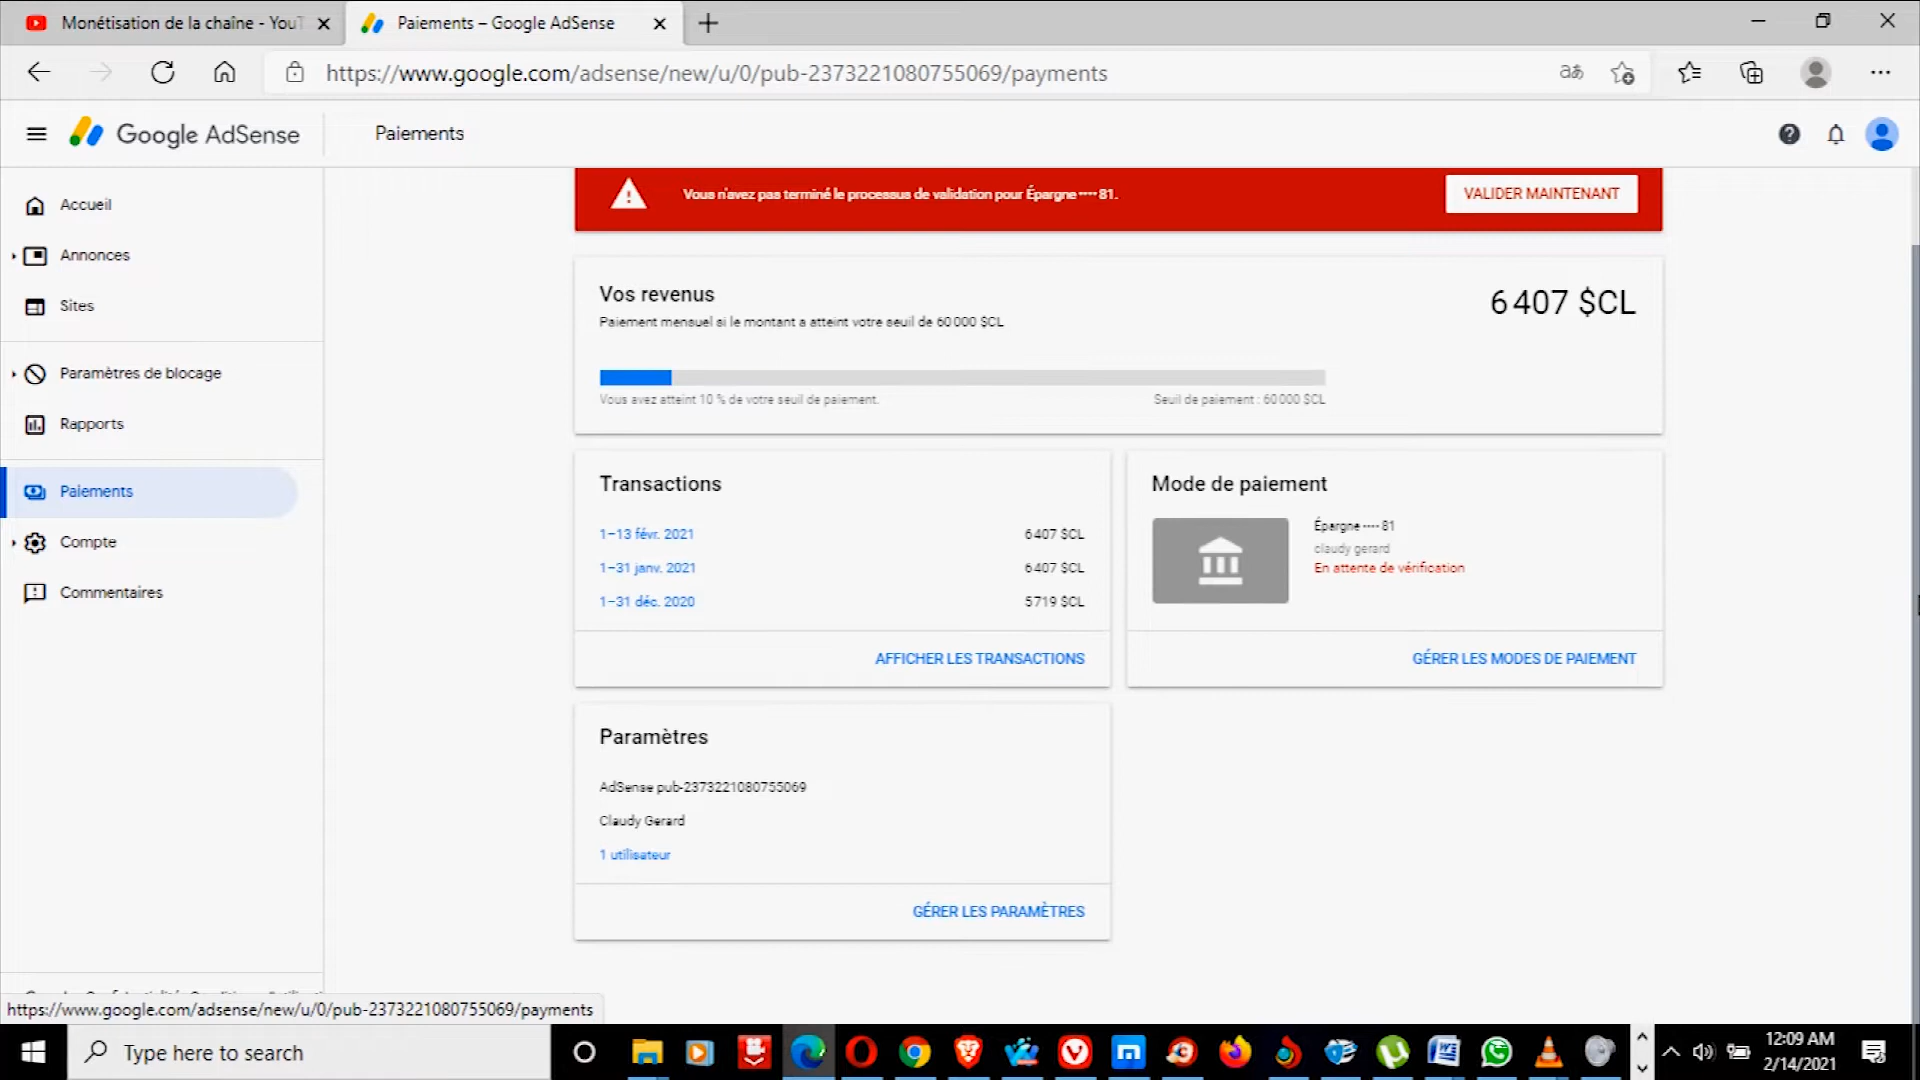 Monétisation de la chaîne - YouT
Paiements – Google AdSense
https://www.google.com/adsense/new/u/0/pub-2373221080755069/payments
Google AdSense
Paiements
Accueil
Annonces
Sites
Paramètres de blocage
Rapports
Paiements
Compte
Commentaires
Vous n'avez pas terminé le processus de validation pour Épargne •••• 81.
VALIDER MAINTENANT
Vos revenus
6 407 $CL
Paiement mensuel si le montant a atteint votre seuil de 60 000 $CL
Vous avez atteint 10 % de votre seuil de paiement.
Seuil de paiement : 60 000 $CL
Transactions
1–13 févr. 2021 6 407 $CL
1–31 janv. 2021 6 407 $CL
1–31 déc. 2020 5 719 $CL
AFFICHER LES TRANSACTIONS
Mode de paiement
Épargne •••• 81
claudy gerard
En attente de vérification
GÉRER LES MODES DE PAIEMENT
Paramètres
AdSense pub-2373221080755069
Claudy Gerard
1 utilisateur
GÉRER LES PARAMÈTRES
https://www.google.com/adsense/new/u/0/pub-2373221080755069/payments
Type here to search
12:09 AM
2/14/2021